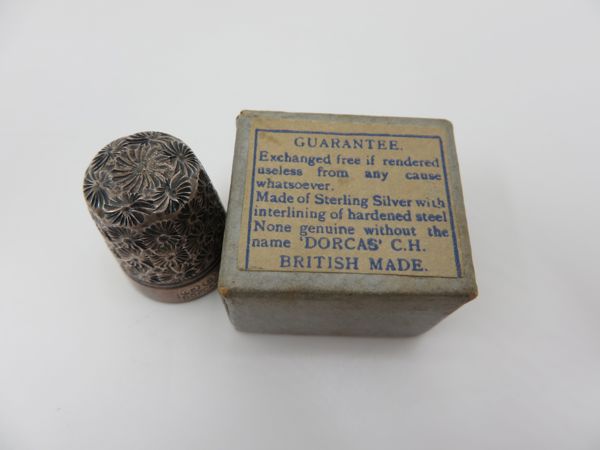 GUARANTEE.
Exchanged free if rendered
useless from any cause
whatsoever.
Made of Sterling Silver with
interlining of hardened steel
None genuine without the
name 'DORCAS' C.H.
BRITISH MADE.